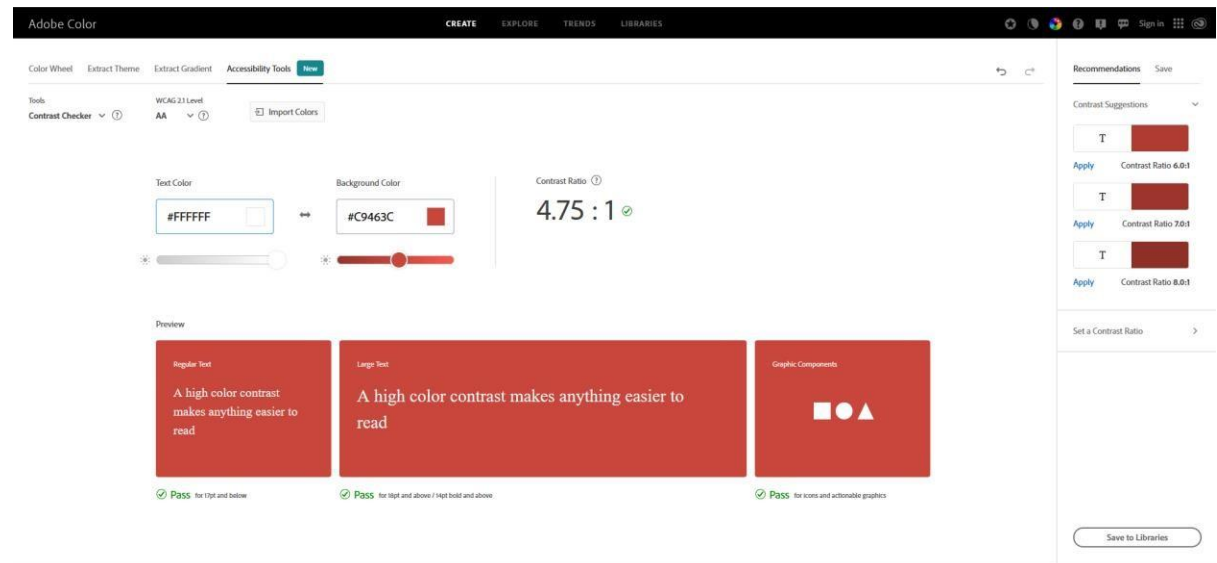 Adobe Color
CREATE EXPLORE TRENDS LIBRARIES
Sign in
Color Wheel Extract Theme Extract Gradient Accessibility Tools New
Recommendations Save
Tools
Contrast Checker
WCAG 2.1 Level
AA
Import Colors
Contrast Suggestions
T
Apply Contrast Ratio 6.0:1
T
Apply Contrast Ratio 7.0:1
T
Apply Contrast Ratio 8.0:1
Set a Contrast Ratio
Text Color
#FFFFFF
Background Color
#C9463C
Contrast Ratio
4.75 : 1
Preview
Regular Text
A high color contrast
makes anything easier to
read
Large Text
A high color contrast makes anything easier to
read
Graphic Components
Pass for 17pt and below
Pass for 18pt and above / 14pt bold and above
Pass for icons and actionable graphics
Save to Libraries